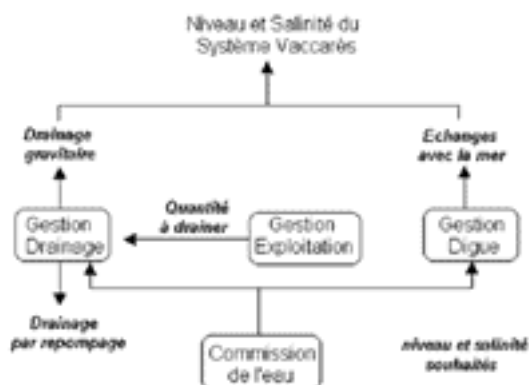 Niveau et Salinité du
Système Vaccarès
Drainage
gravitaire
Echanges
avec la mer
Quantité
à drainer
Gestion
Drainage
Gestion
Exploitation
Gestion
Digue
Drainage
par repompage
Commission
de l'eau
niveau et salinité
souhaités